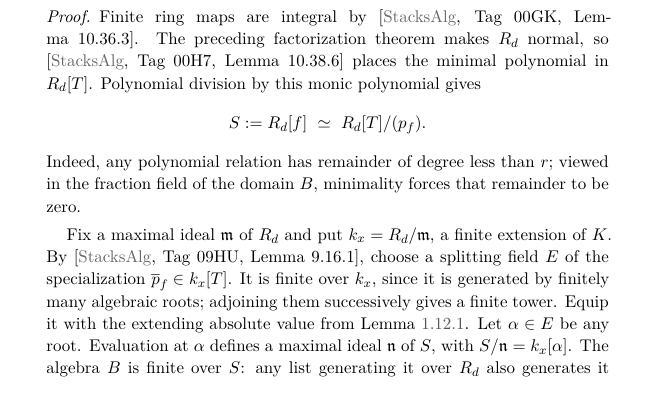 Proof. Finite ring maps are integral by [StacksAlg, Tag 00GK, Lem-
ma 10.36.3]. The preceding factorization theorem makes R_d normal, so
[StacksAlg, Tag 00H7, Lemma 10.38.6] places the minimal polynomial in
R_d[T]. Polynomial division by this monic polynomial gives
S := R_d[f] ≃ R_d[T]/(p_f).
Indeed, any polynomial relation has remainder of degree less than r; viewed
in the fraction field of the domain B, minimality forces that remainder to be
zero.
Fix a maximal ideal 𝔪 of R_d and put k_x = R_d/𝔪, a finite extension of K.
By [StacksAlg, Tag 09HU, Lemma 9.16.1], choose a splitting field E of the
specialization p̅_f ∈ k_x[T]. It is finite over k_x, since it is generated by finitely
many algebraic roots; adjoining them successively gives a finite tower. Equip
it with the extending absolute value from Lemma 1.12.1. Let α ∈ E be any
root. Evaluation at α defines a maximal ideal 𝔫 of S, with S/𝔫 = k_x[α]. The
algebra B is finite over S: any list generating it over R_d also generates it